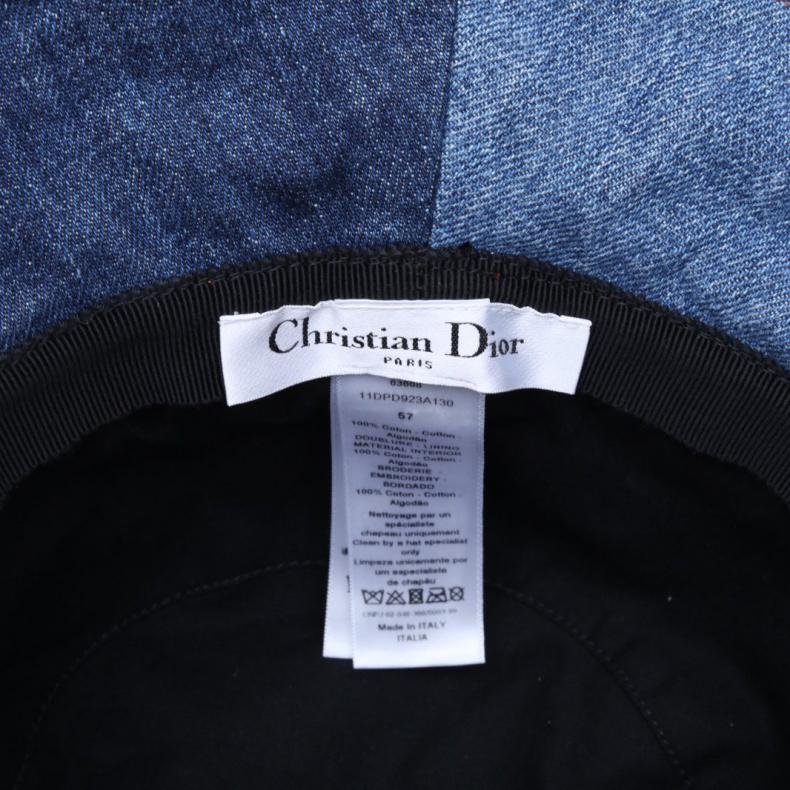 Christian Dior
PARIS
11DPD923A130
57
100% Coton - Cotton -
Algodão
DOUBLURE - LINING
MATERIAL INTERIOR
100% Coton - Cotton -
Algodão
BRODERIE -
EMBROIDERY -
BORDADO
100% Coton - Cotton -
Algodão
Nettoyage par un
spécialiste
chapeau uniquement
Clean by a hat specialist
only
Limpeza unicamente por
um especialista
de chapéu
Made in ITALY
ITALIA